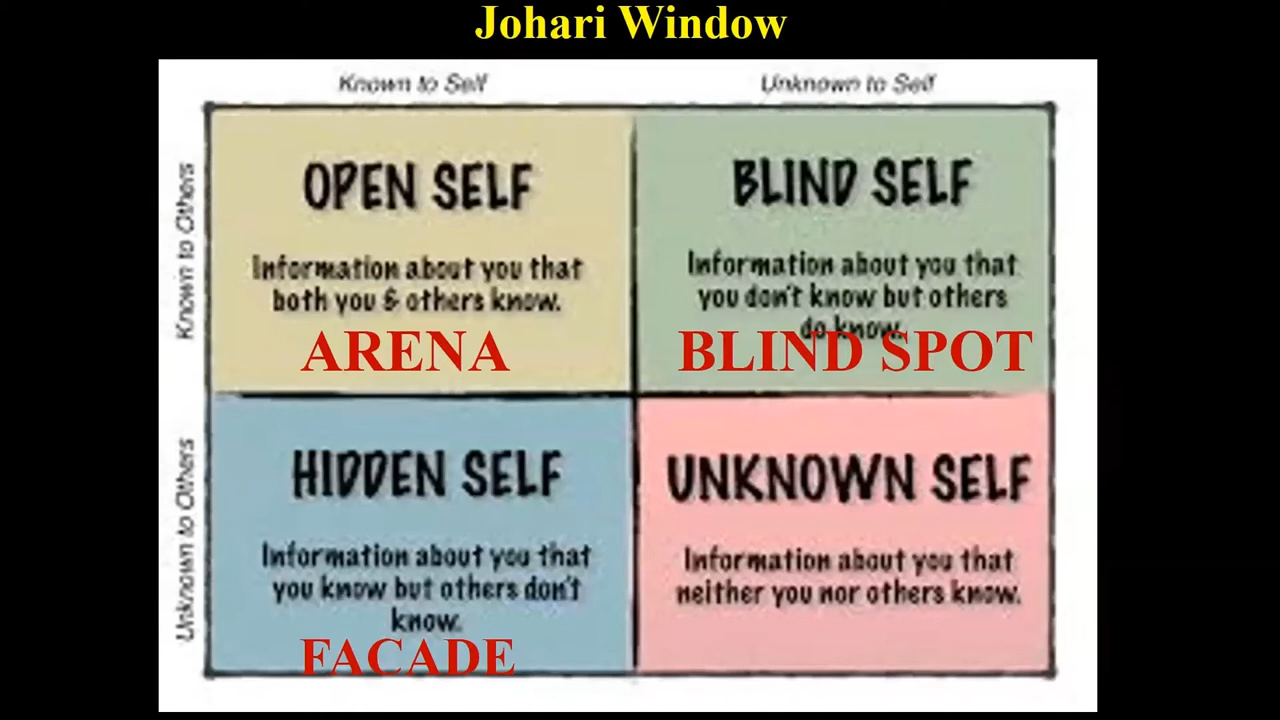 Johari Window
Known to Self
Unknown to Self
Known to Others
OPEN SELF
Information about you that
both you & others know.
ARENA
BLIND SELF
Information about you that
you don't know but others
do know.
BLIND SPOT
Unknown to Others
HIDDEN SELF
Information about you that
you know but others don't
know.
FACADE
UNKNOWN SELF
Information about you that
neither you nor others know.